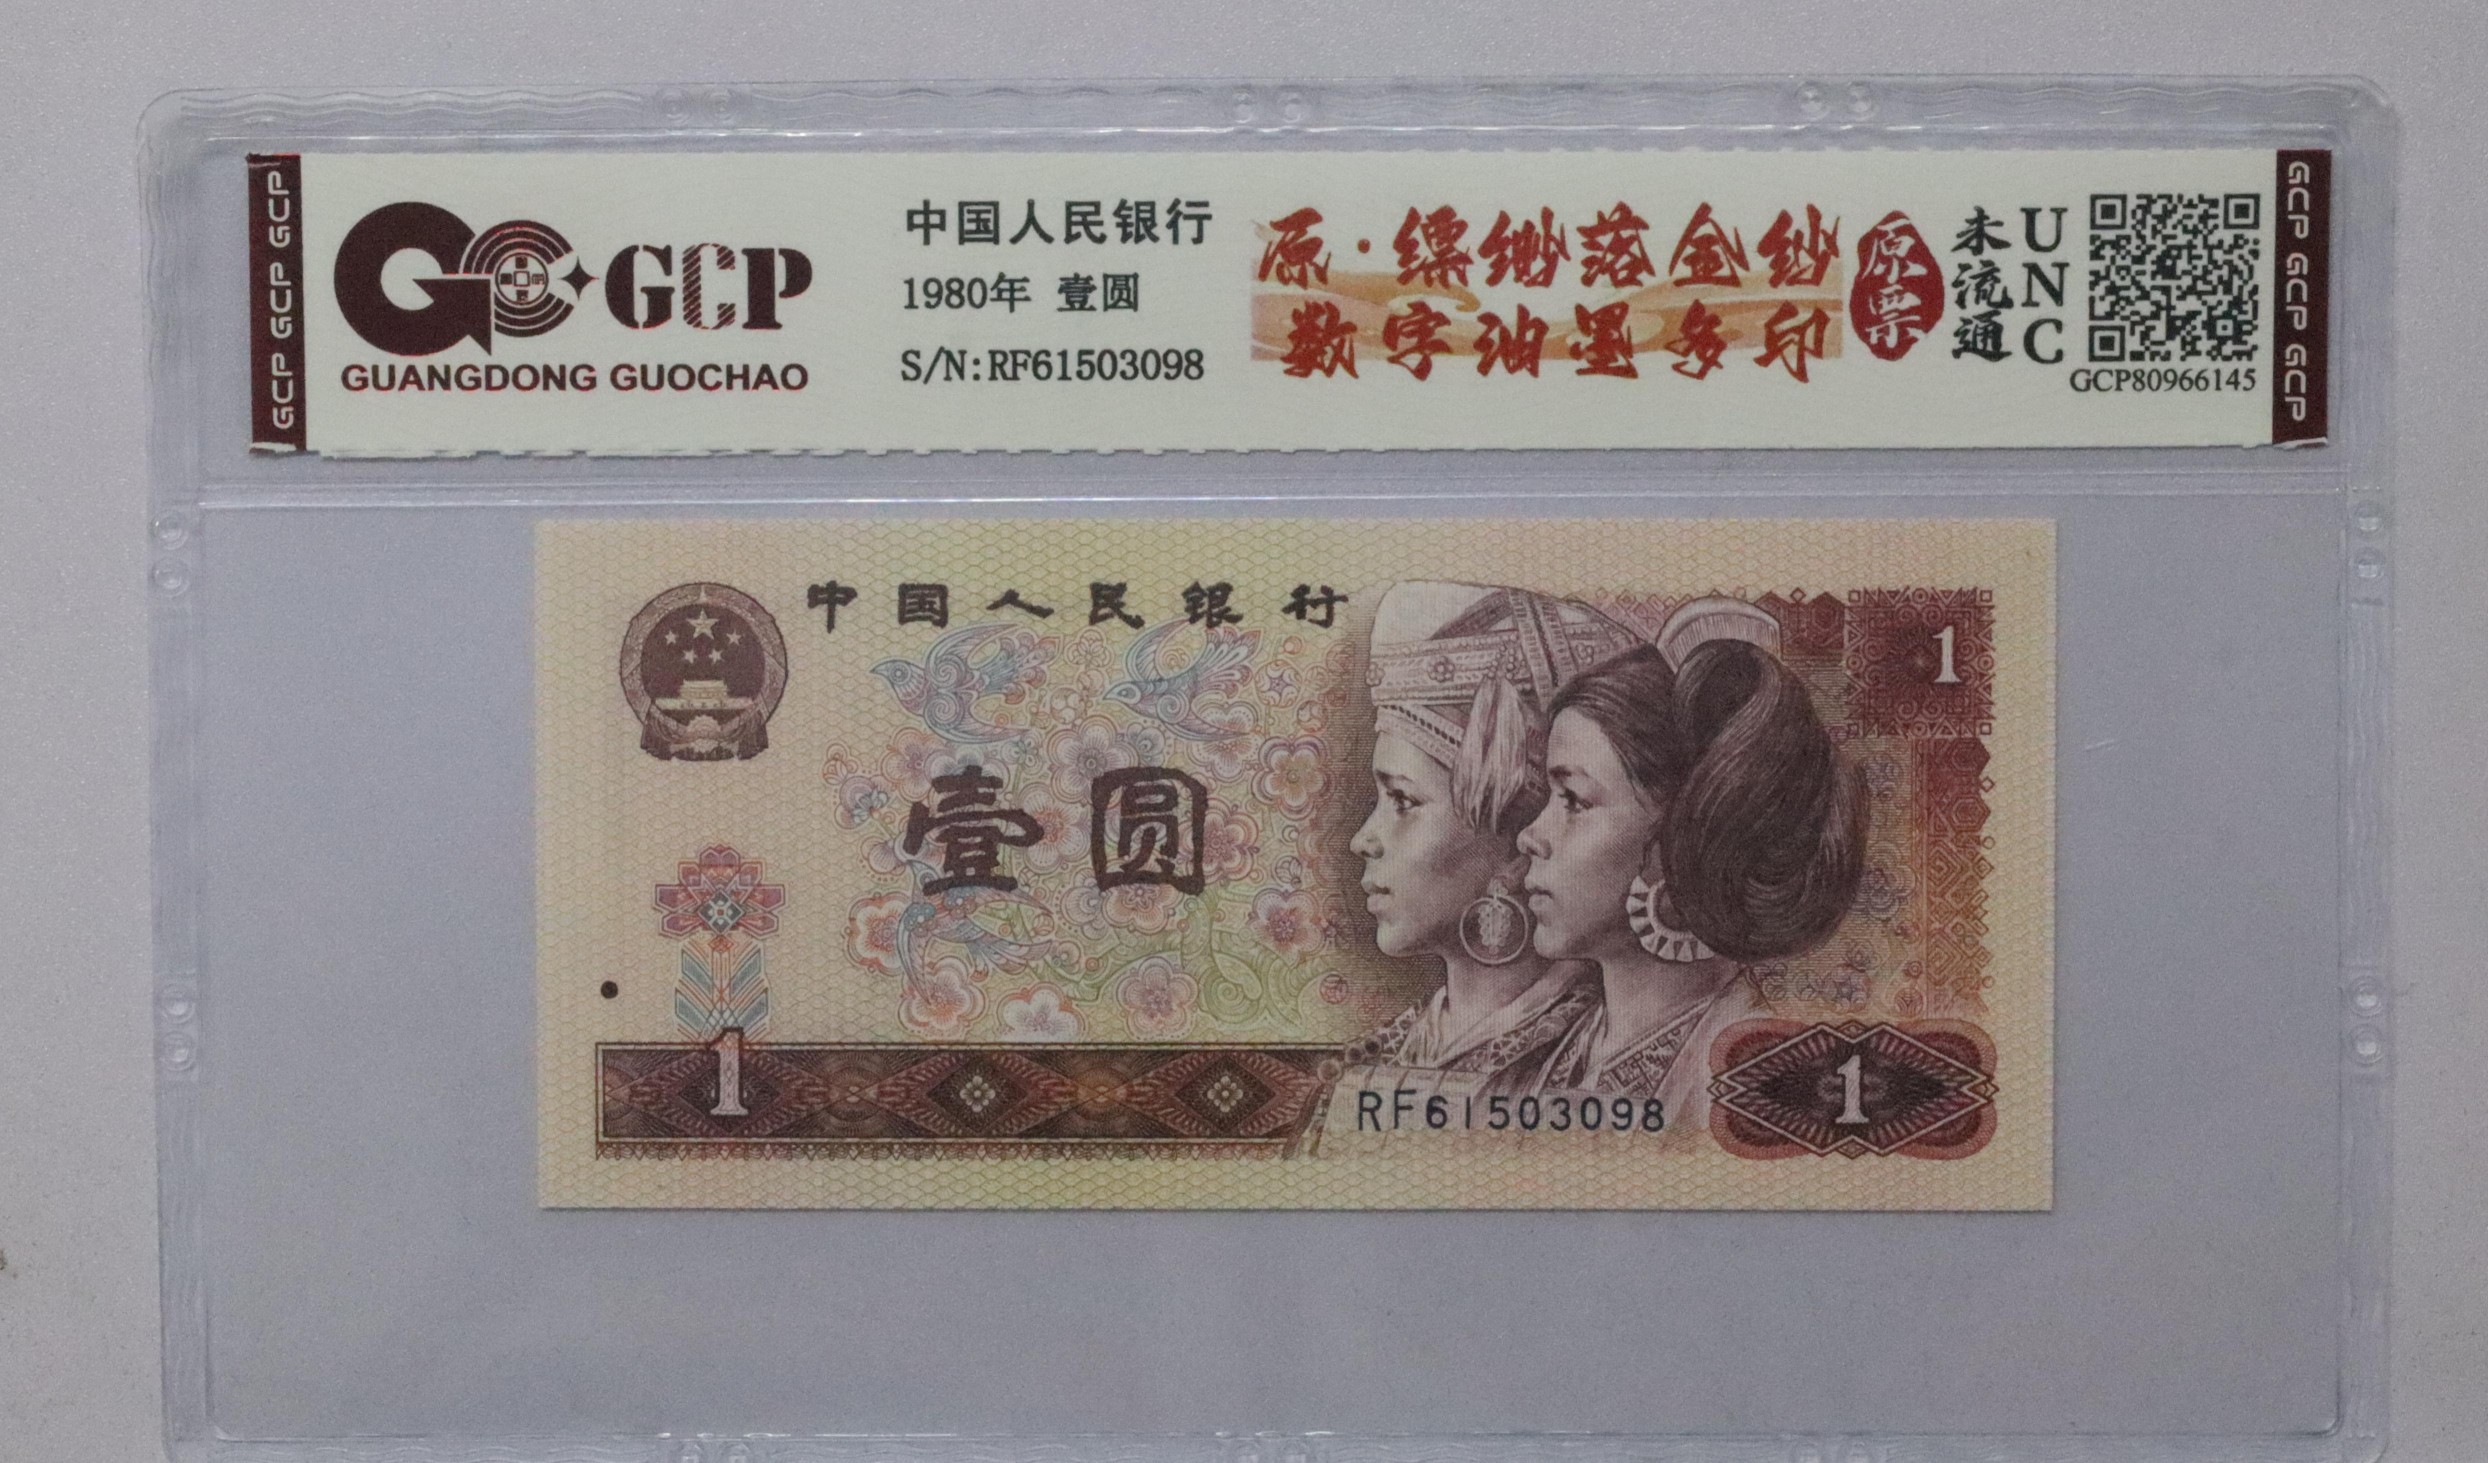 GCP GCP GCP
GCP
GUANGDONG GUOCHAO
中国人民银行
1980年 壹圆
S/N:RF61503098
原·缥缈落金纱
数字油墨多印
原票
未流通
UNC
GCP80966145
GCP GCP GCP
中国人民银行
1
壹圆
1
RF61503098
1